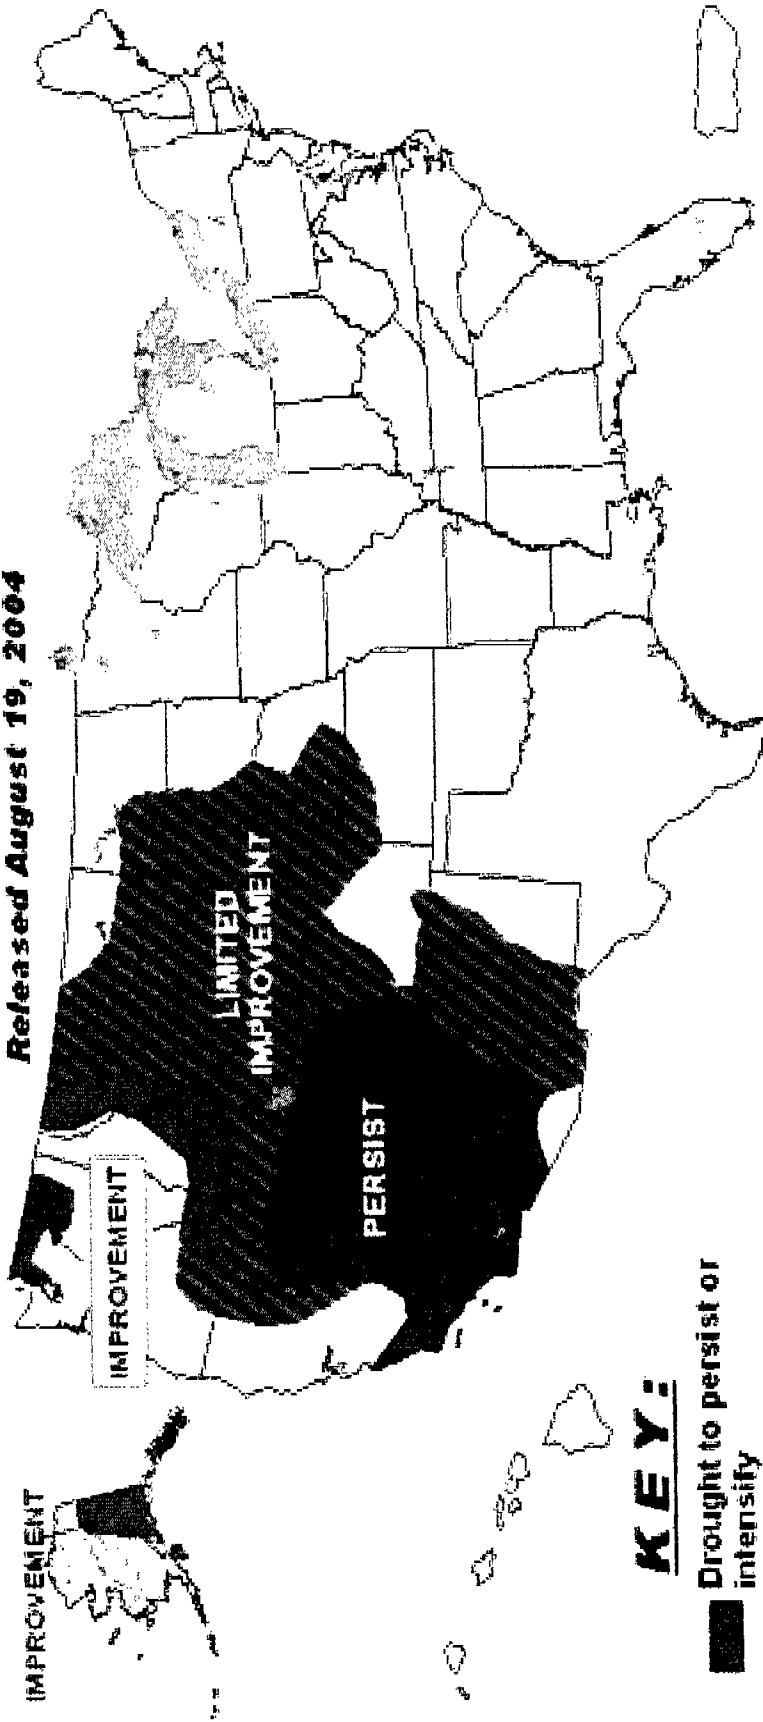 Released August 19, 2004
IMPROVEMENT
IMPROVEMENT
LIMITED
IMPROVEMENT
PERSIST
KEY:
Drought to persist or
intensify